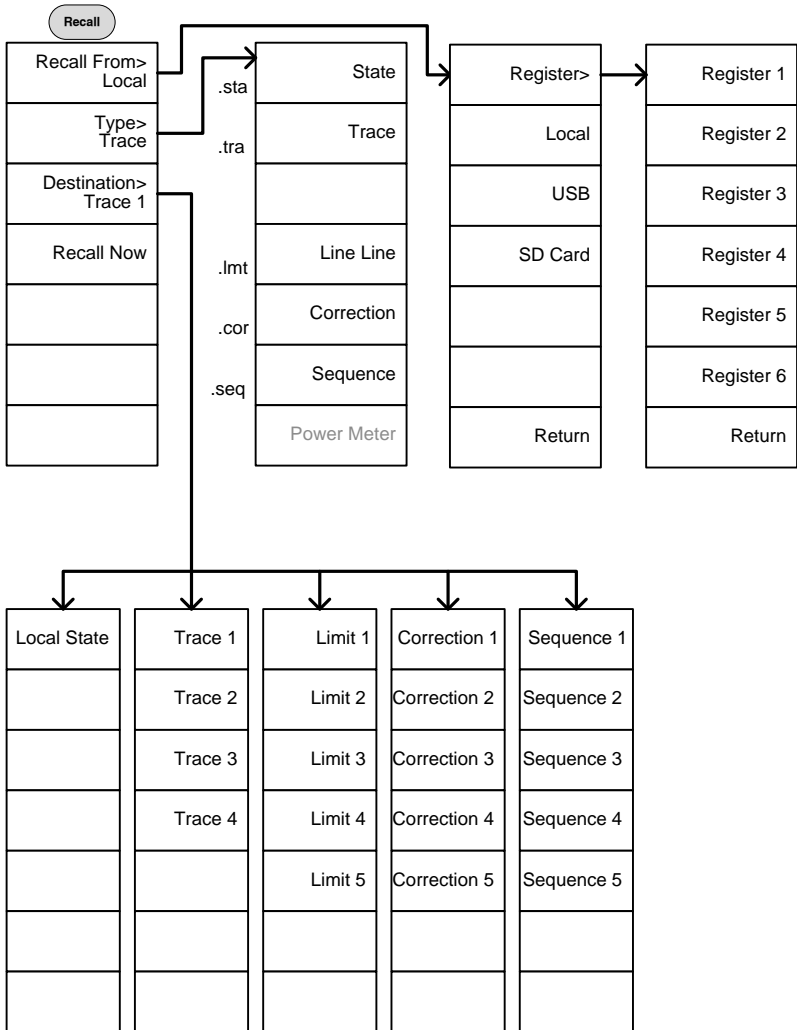 Recall
Recall From>
Local
Type>
Trace
Destination>
Trace 1
Recall Now
.sta
.tra
.lmt
.cor
.seq
State
Trace
Line Line
Correction
Sequence
Power Meter
Register>
Local
USB
SD Card
Return
Register 1
Register 2
Register 3
Register 4
Register 5
Register 6
Return
Local State
Trace 1
Trace 2
Trace 3
Trace 4
Limit 1
Limit 2
Limit 3
Limit 4
Limit 5
Correction 1
Correction 2
Correction 3
Correction 4
Correction 5
Sequence 1
Sequence 2
Sequence 3
Sequence 4
Sequence 5